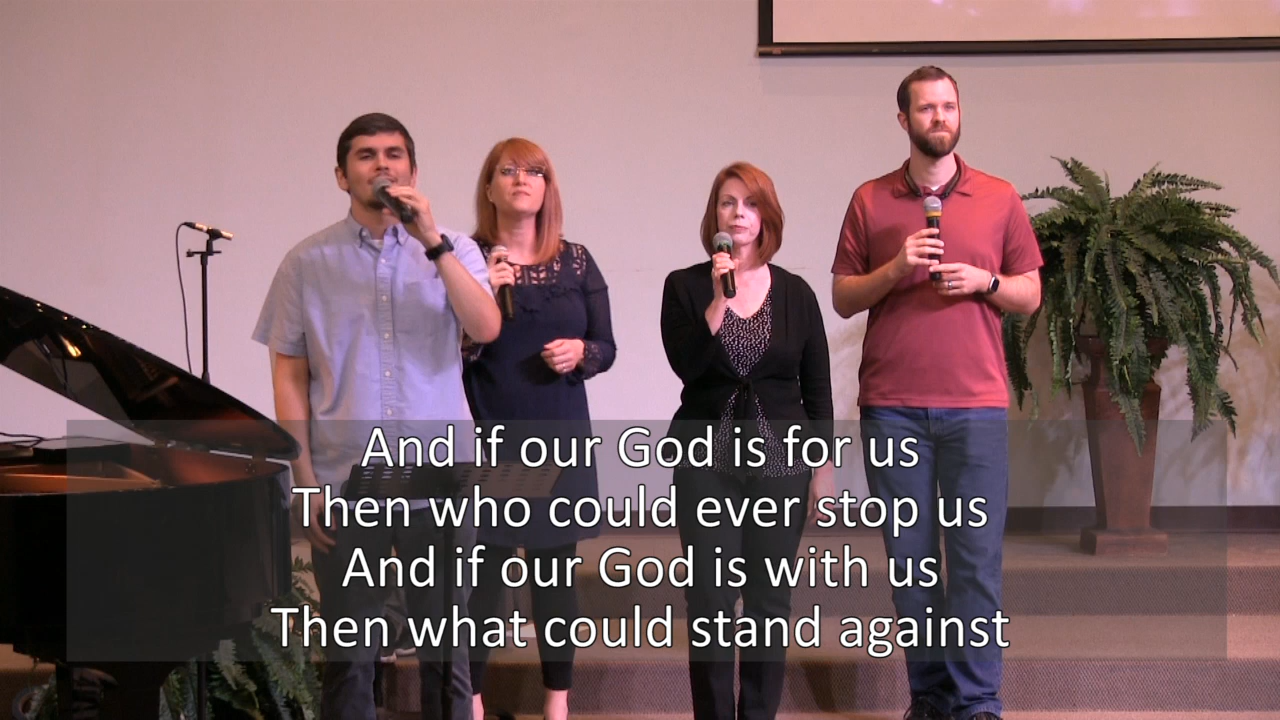 And if our God is for us
Then who could ever stop us
And if our God is with us
Then what could stand against